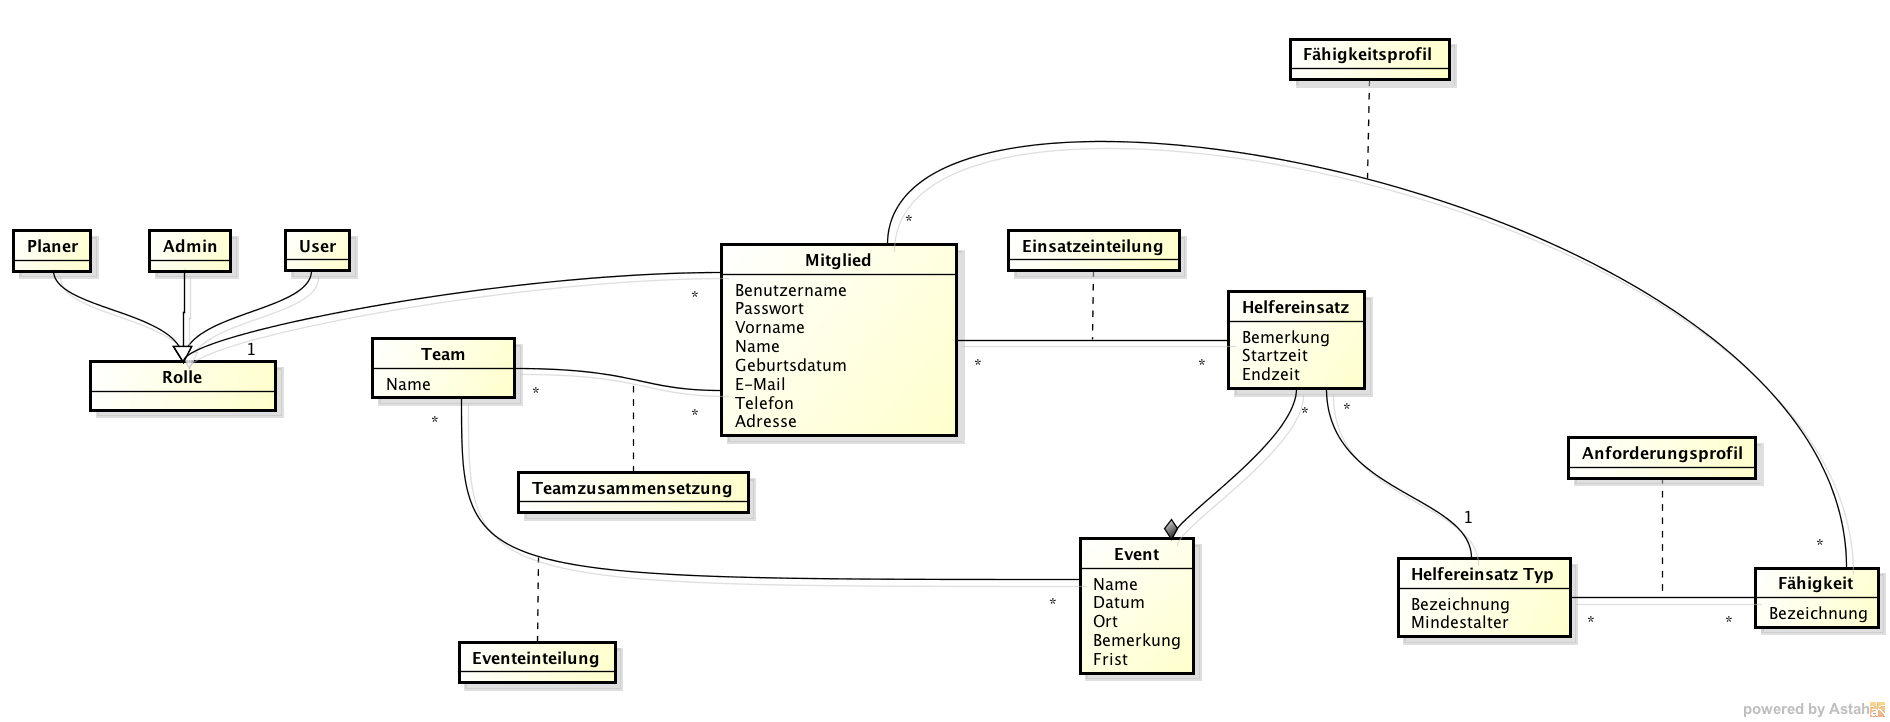 Fähigkeitsprofil
*
Planer
Admin
User
Rolle
1
*
Mitglied
Benutzername
Passwort
Vorname
Name
Geburtsdatum
E-Mail
Telefon
Adresse
Einsatzeinteilung
*
*
Helfereinsatz
Bemerkung
Startzeit
Endzeit
*
*
Team
Name
*
*
*
Teamzusammensetzung
Eventeinteilung
*
Event
Name
Datum
Ort
Bemerkung
Frist
1
Helfereinsatz Typ
Bezeichnung
Mindestalter
*
*
Anforderungsprofil
*
Fähigkeit
Bezeichnung
powered by Astah